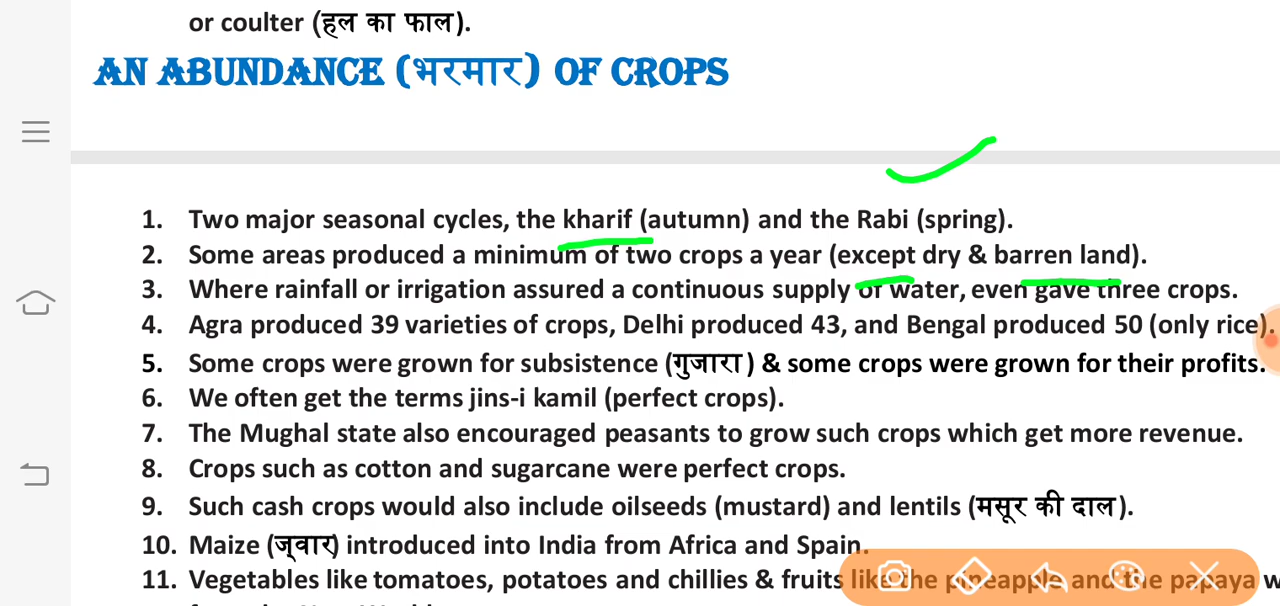 or coulter (हल का फाल).
AN ABUNDANCE (भरमार) OF CROPS
1. Two major seasonal cycles, the kharif (autumn) and the Rabi (spring).
2. Some areas produced a minimum of two crops a year (except dry & barren land).
3. Where rainfall or irrigation assured a continuous supply of water, even gave three crops.
4. Agra produced 39 varieties of crops, Delhi produced 43, and Bengal produced 50 (only rice).
5. Some crops were grown for subsistence (गुजारा) & some crops were grown for their profits.
6. We often get the terms jins-i kamil (perfect crops).
7. The Mughal state also encouraged peasants to grow such crops which get more revenue.
8. Crops such as cotton and sugarcane were perfect crops.
9. Such cash crops would also include oilseeds (mustard) and lentils (मसूर की दाल).
10. Maize (ज्वार) introduced into India from Africa and Spain.
11. Vegetables like tomatoes, potatoes and chillies & fruits like the pineapple and the papaya